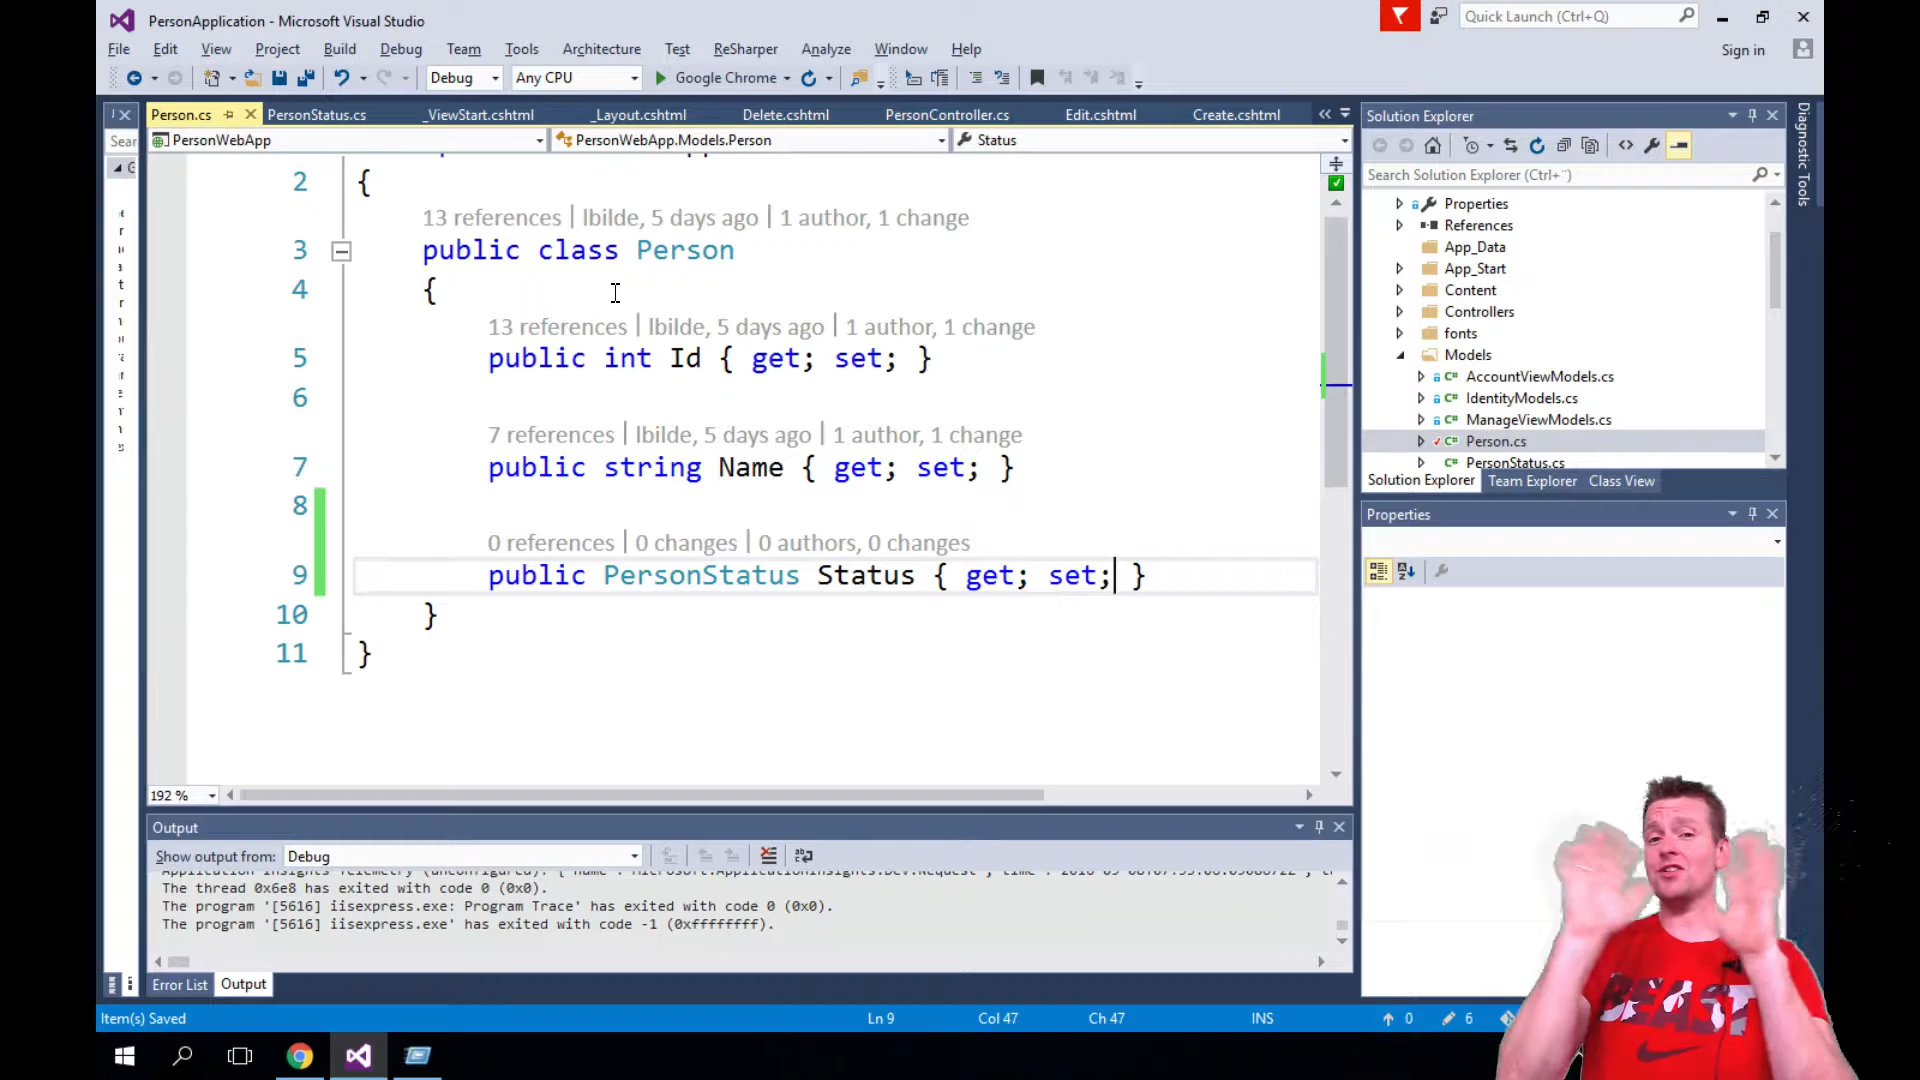 PersonApplication - Microsoft Visual Studio
Quick Launch (Ctrl+Q)
File Edit View Project Build Debug Team Tools Architecture Test ReSharper Analyze Window Help
Sign in
Debug Any CPU Google Chrome
Person.cs PersonStatus.cs _ViewStart.cshtml _Layout.cshtml Delete.cshtml PersonController.cs Edit.cshtml Create.cshtml
Sear
PersonWebApp PersonWebApp.Models.Person Status
2 {
13 references | lbilde, 5 days ago | 1 author, 1 change
3 public class Person
4 {
13 references | lbilde, 5 days ago | 1 author, 1 change
5 public int Id { get; set; }
6
7 references | lbilde, 5 days ago | 1 author, 1 change
7 public string Name { get; set; }
8
0 references | 0 changes | 0 authors, 0 changes
9 public PersonStatus Status { get; set; }
10 }
11 }
192 %
Solution Explorer
Search Solution Explorer (Ctrl+¨)
Properties
References
App_Data
App_Start
Content
Controllers
fonts
Models
C# AccountViewModels.cs
C# IdentityModels.cs
C# ManageViewModels.cs
C# Person.cs
C# PersonStatus.cs
Solution Explorer Team Explorer Class View
Properties
Diagnostic Tools
Output
Show output from: Debug
The thread 0x6e8 has exited with code 0 (0x0).
The program '[5616] iisexpress.exe: Program Trace' has exited with code 0 (0x0).
The program '[5616] iisexpress.exe' has exited with code -1 (0xffffffff).
Error List Output
Item(s) Saved Ln 9 Col 47 Ch 47 INS 0 6
BEAST